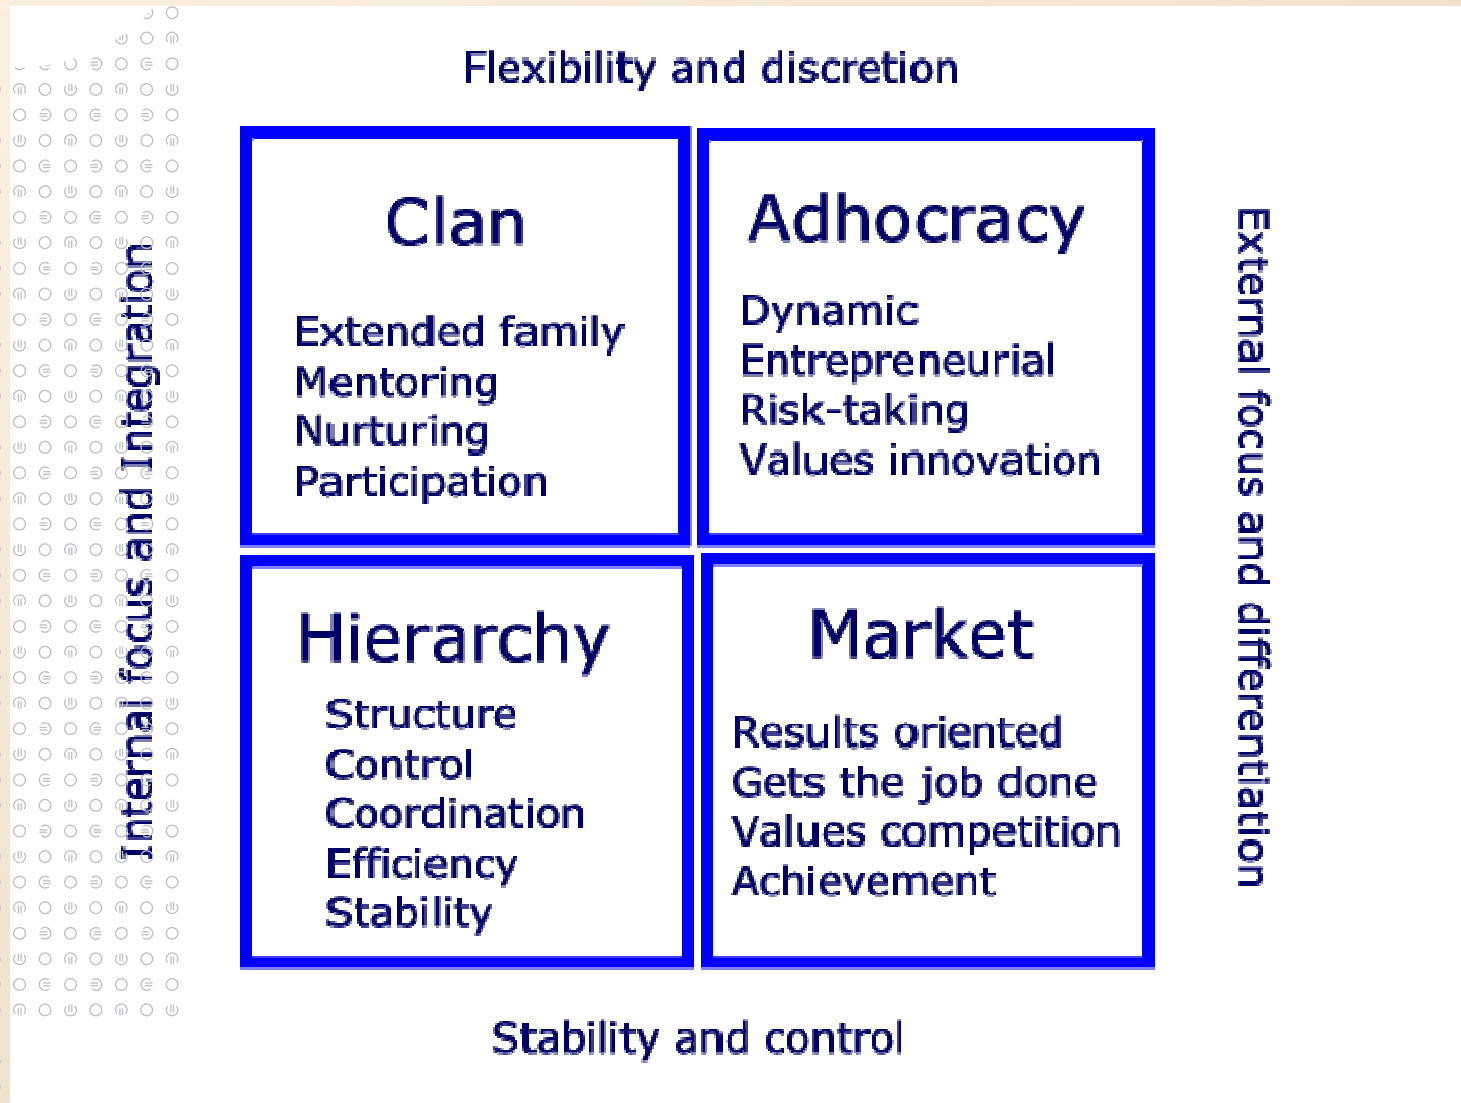 Flexibility and discretion
Internal focus and Integration
Clan
Extended family
Mentoring
Nurturing
Participation
Adhocracy
Dynamic
Entrepreneurial
Risk-taking
Values innovation
External focus and differentiation
Hierarchy
Structure
Control
Coordination
Efficiency
Stability
Market
Results oriented
Gets the job done
Values competition
Achievement
Stability and control